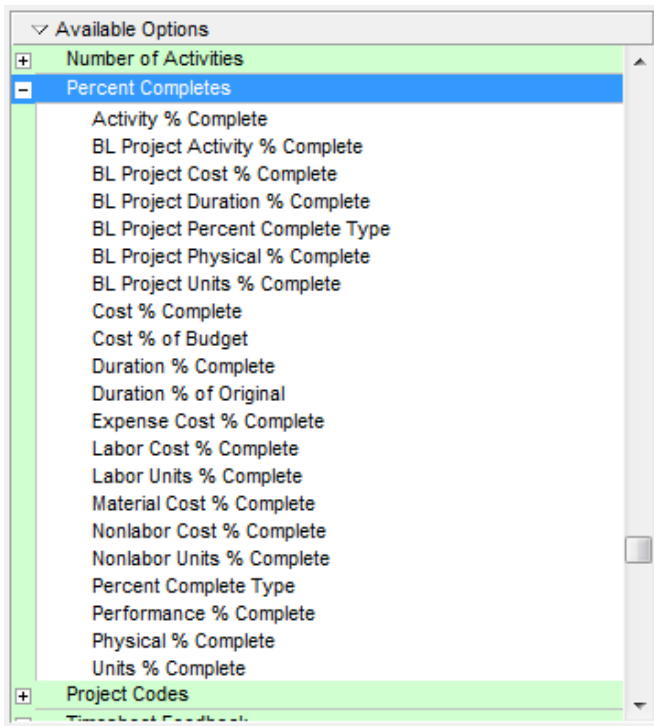 Available Options
Number of Activities
Percent Completes
Activity % Complete
BL Project Activity % Complete
BL Project Cost % Complete
BL Project Duration % Complete
BL Project Percent Complete Type
BL Project Physical % Complete
BL Project Units % Complete
Cost % Complete
Cost % of Budget
Duration % Complete
Duration % of Original
Expense Cost % Complete
Labor Cost % Complete
Labor Units % Complete
Material Cost % Complete
Nonlabor Cost % Complete
Nonlabor Units % Complete
Percent Complete Type
Performance % Complete
Physical % Complete
Units % Complete
Project Codes